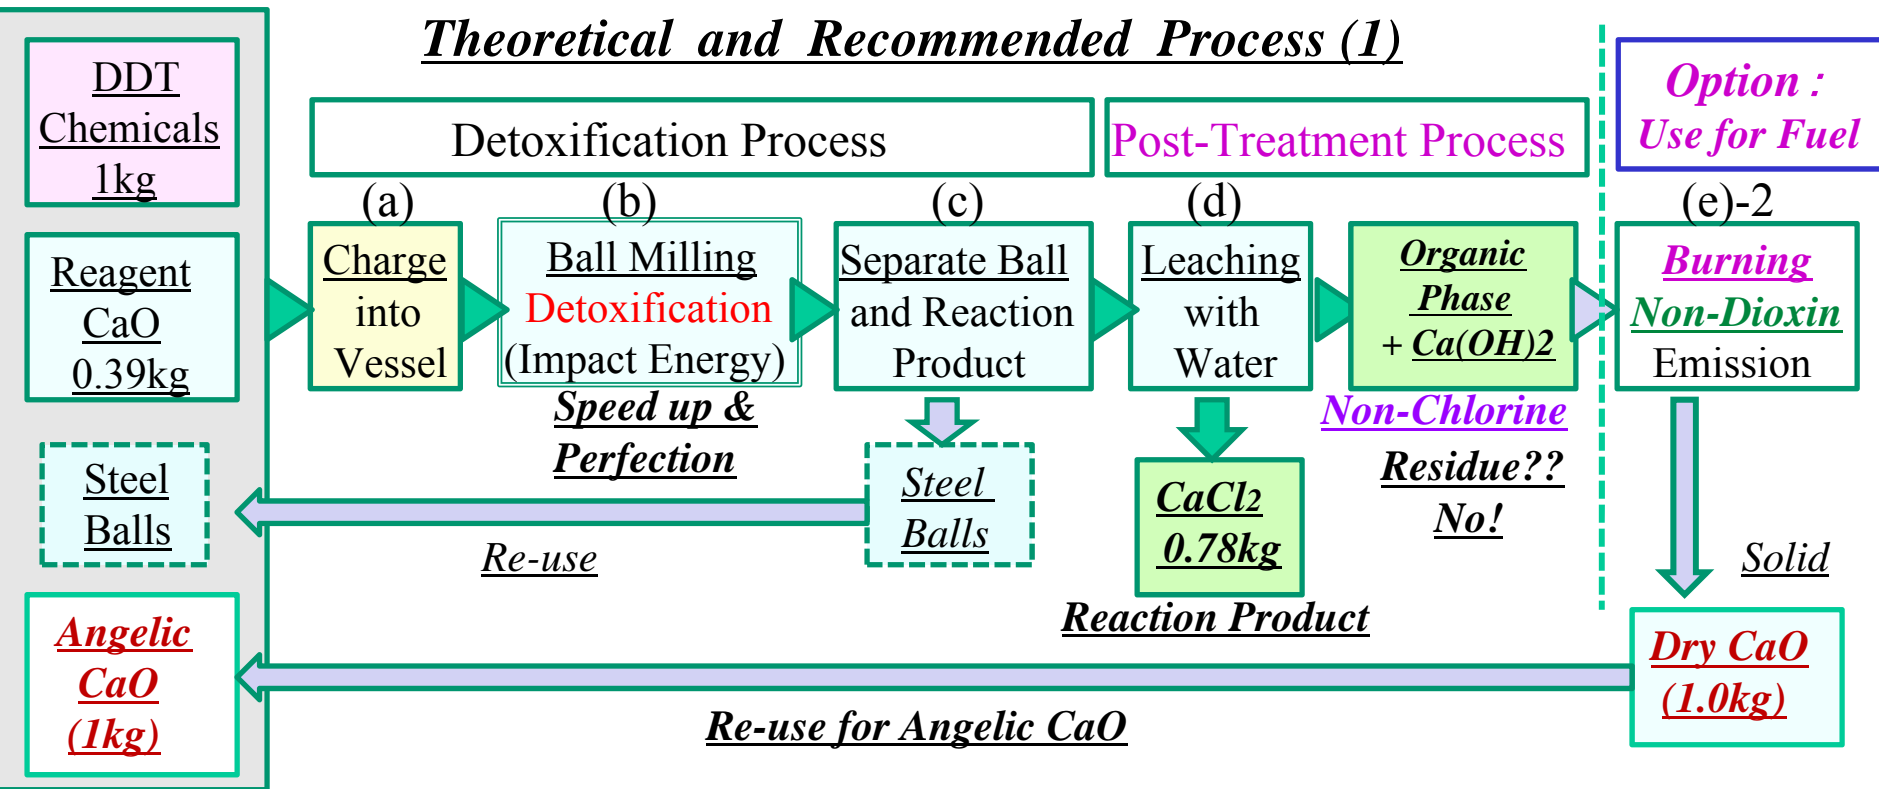 Theoretical and Recommended Process (1)
DDT
Chemicals
1kg
Reagent
CaO
0.39kg
Steel
Balls
Angelic
CaO
(1kg)
Detoxification Process
Post-Treatment Process
Option :
Use for Fuel
(a)
Charge
into
Vessel
(b)
Ball Milling
Detoxification
(Impact Energy)
Speed up &
Perfection
(c)
Separate Ball
and Reaction
Product
Steel
Balls
Re-use
(d)
Leaching
with
Water
CaCl2
0.78kg
Reaction Product
Organic
Phase
+ Ca(OH)2
Non-Chlorine
Residue??
No!
(e)-2
Burning
Non-Dioxin
Emission
Solid
Dry CaO
(1.0kg)
Re-use for Angelic CaO